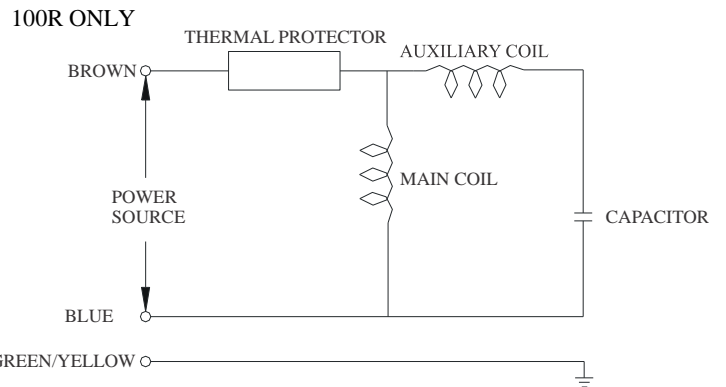 100R ONLY
THERMAL PROTECTOR
AUXILIARY COIL
BROWN
MAIN COIL
POWER
SOURCE
CAPACITOR
BLUE
GREEN/YELLOW